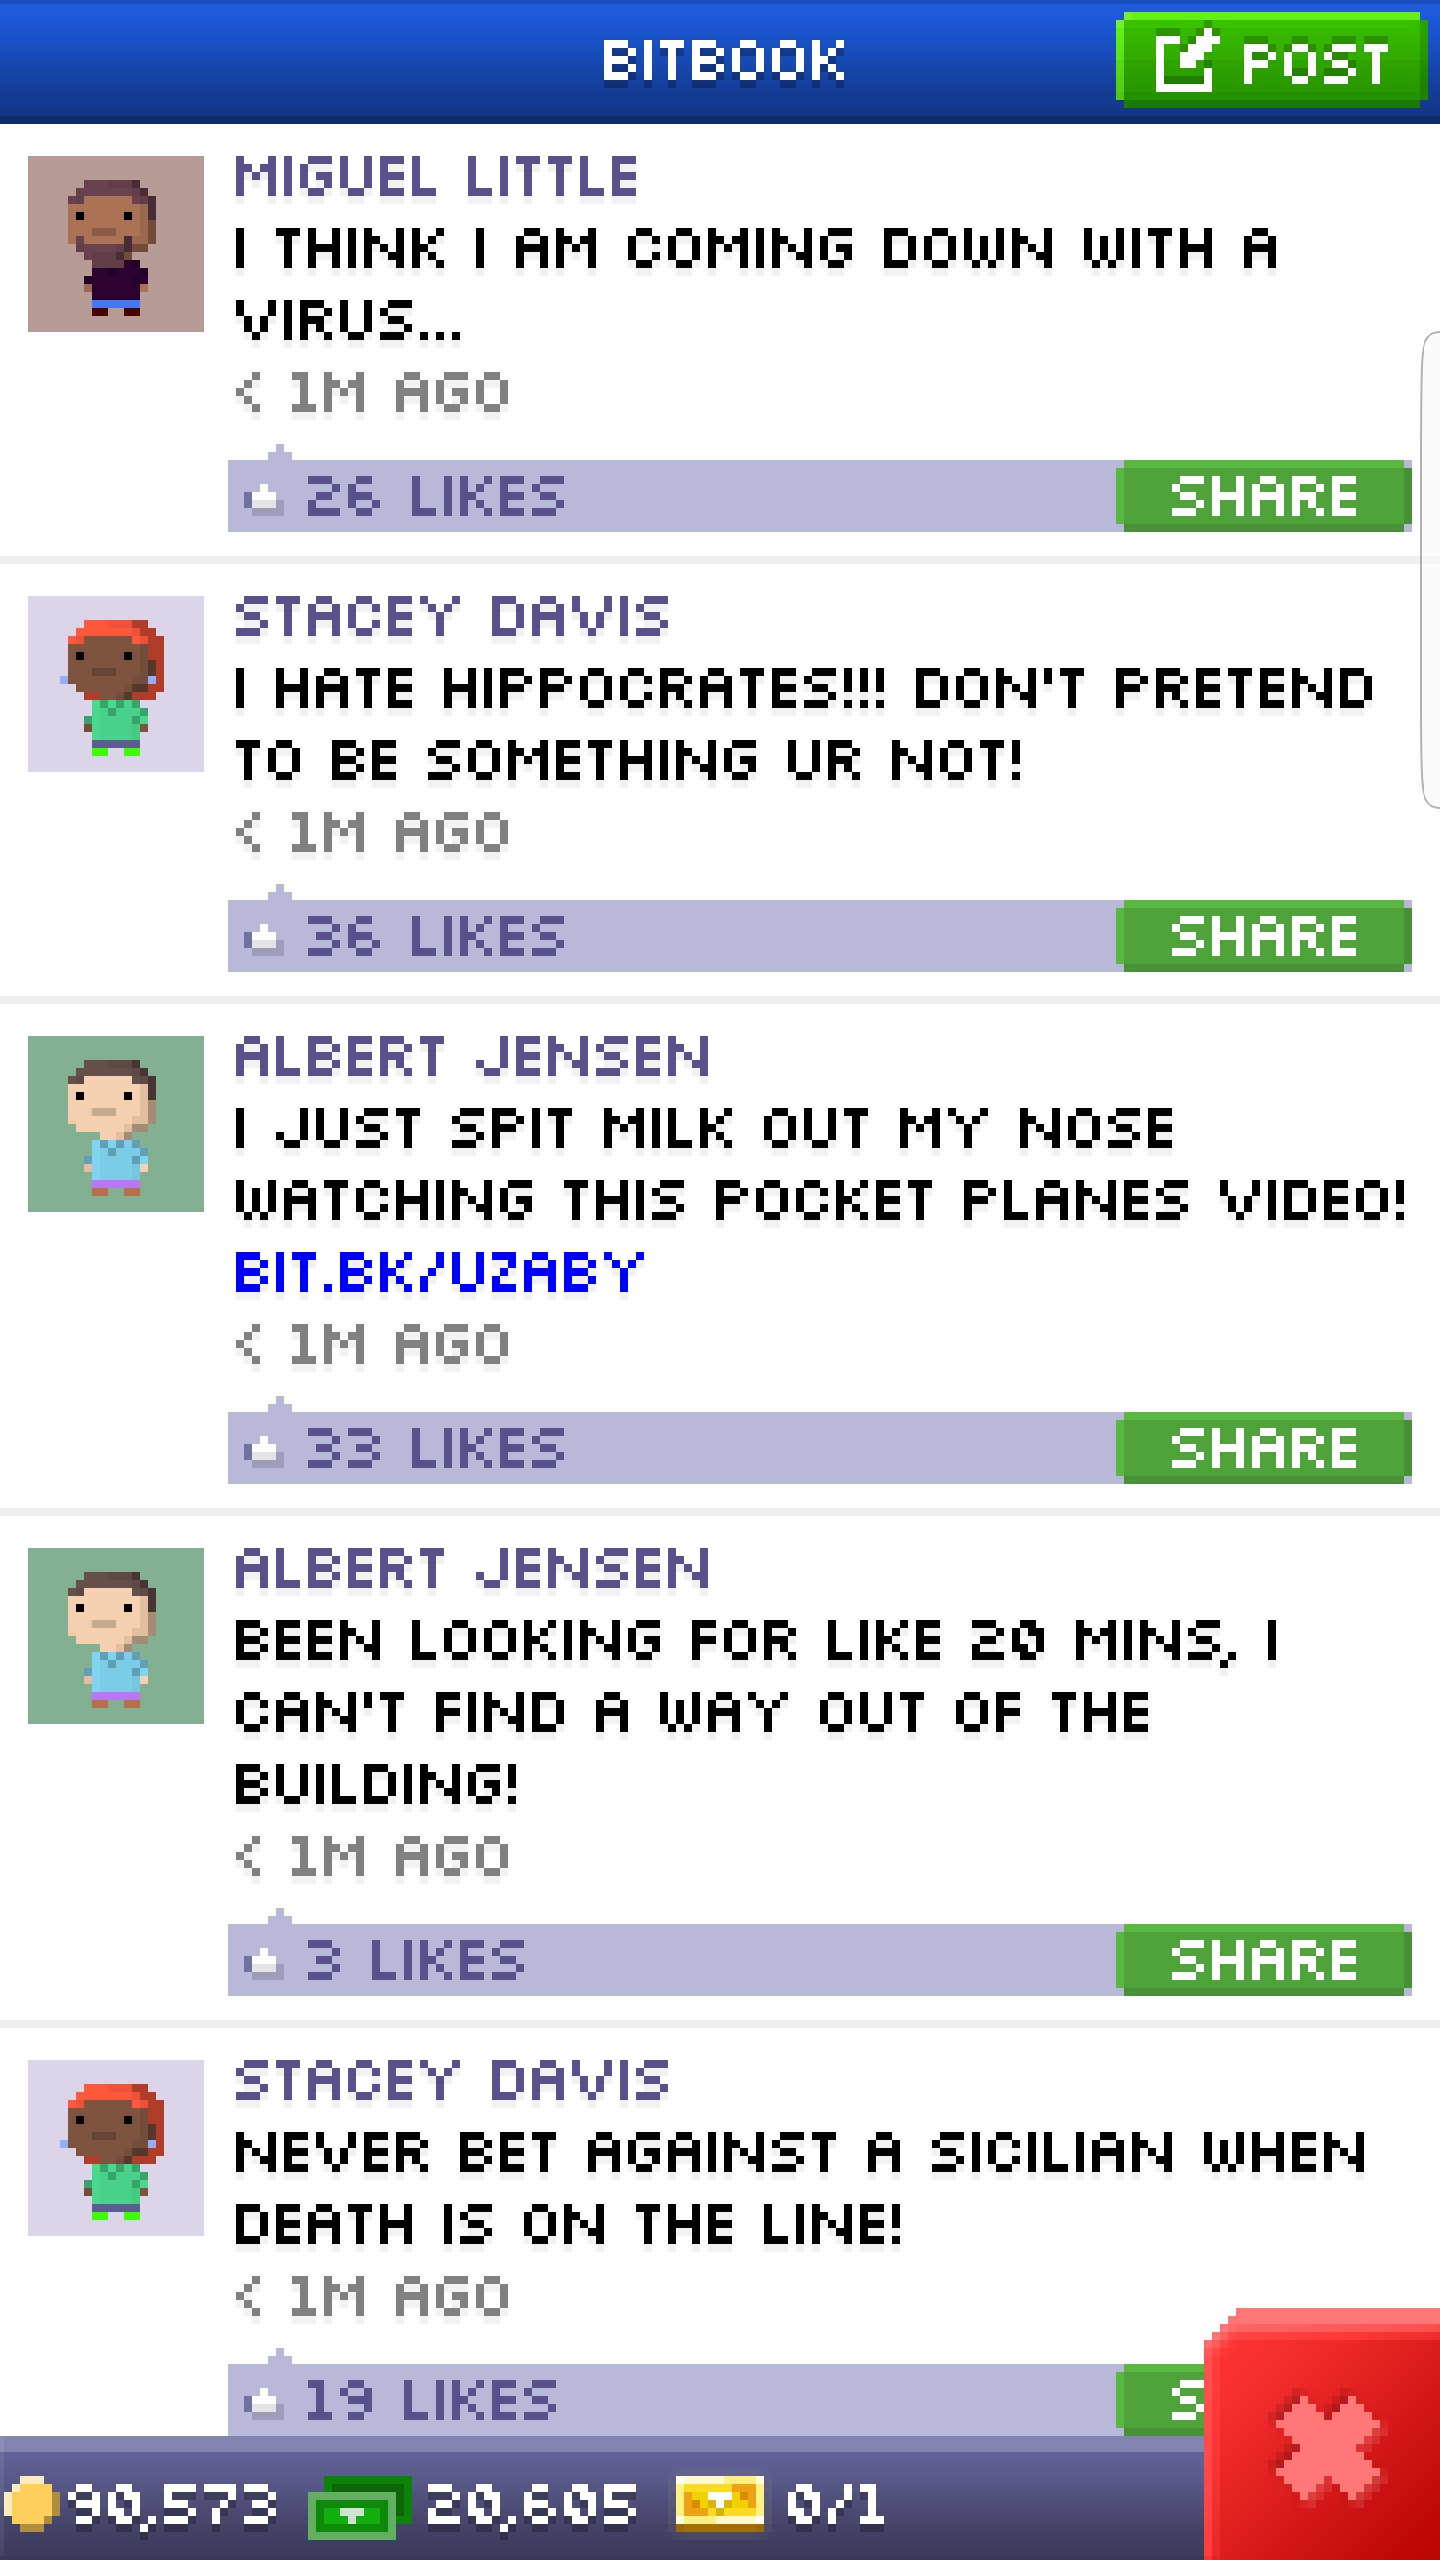 BITBOOK
POST
MIGUEL LITTLE
I THINK I AM COMING DOWN WITH A
VIRUS...
< 1M AGO
26 LIKES
SHARE
STACEY DAVIS
I HATE HIPPOCRATES!!! DON'T PRETEND
TO BE SOMETHING UR NOT!
< 1M AGO
36 LIKES
SHARE
ALBERT JENSEN
I JUST SPIT MILK OUT MY NOSE
WATCHING THIS POCKET PLANES VIDEO!
BIT.BK/UZABY
< 1M AGO
33 LIKES
SHARE
ALBERT JENSEN
BEEN LOOKING FOR LIKE 20 MINS, I
CAN'T FIND A WAY OUT OF THE
BUILDING!
< 1M AGO
3 LIKES
SHARE
STACEY DAVIS
NEVER BET AGAINST A SICILIAN WHEN
DEATH IS ON THE LINE!
< 1M AGO
19 LIKES
S
90,573 20,605 0/1